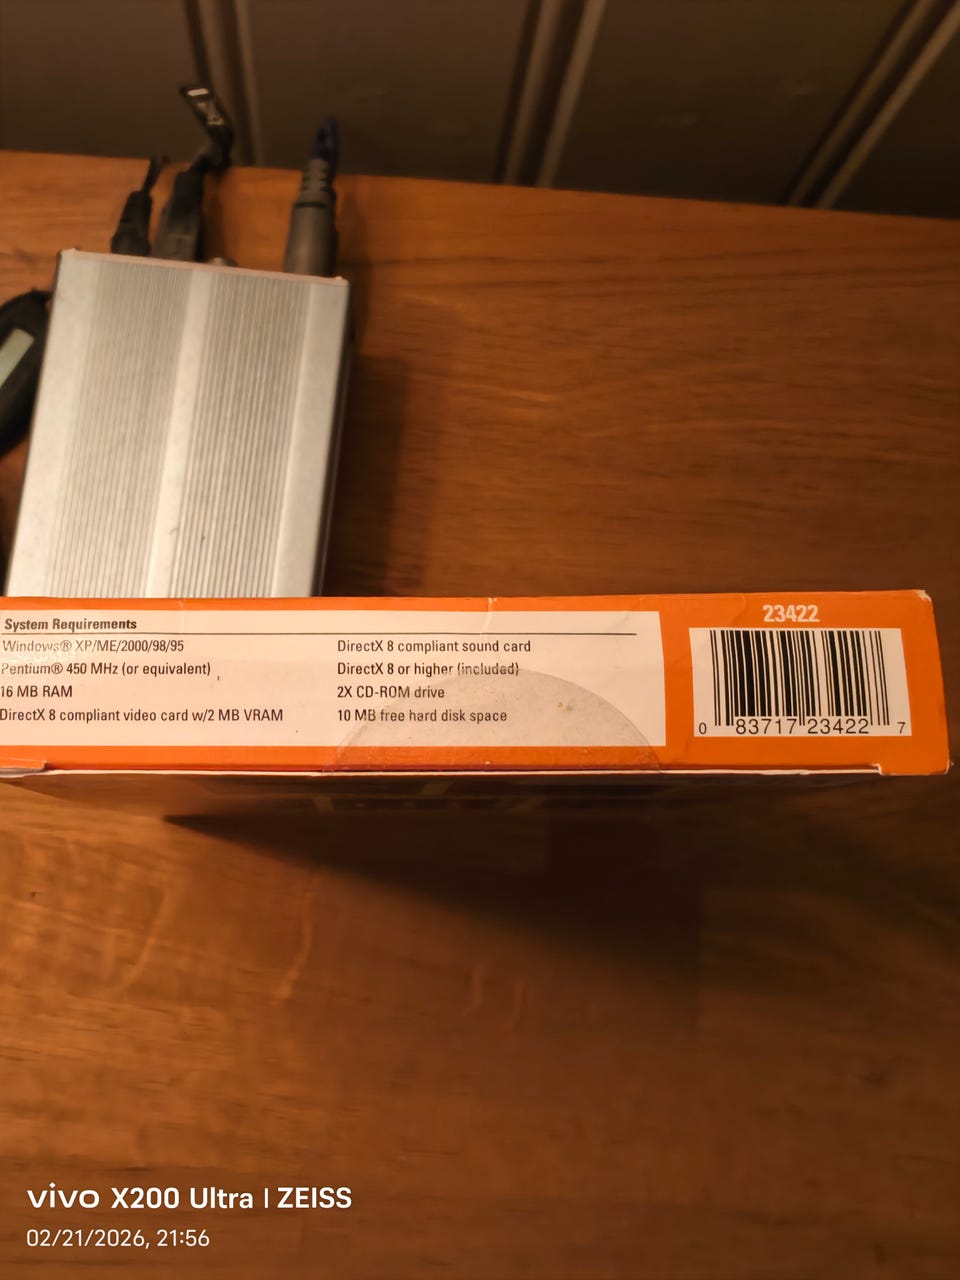 System Requirements
Windows® XP/ME/2000/98/95
Pentium® 450 MHz (or equivalent)
16 MB RAM
DirectX 8 compliant video card w/2 MB VRAM
DirectX 8 compliant sound card
DirectX 8 or higher (included)
2X CD-ROM drive
10 MB free hard disk space
23422
0 83717 23422 7
vivo X200 Ultra | ZEISS
02/21/2026, 21:56